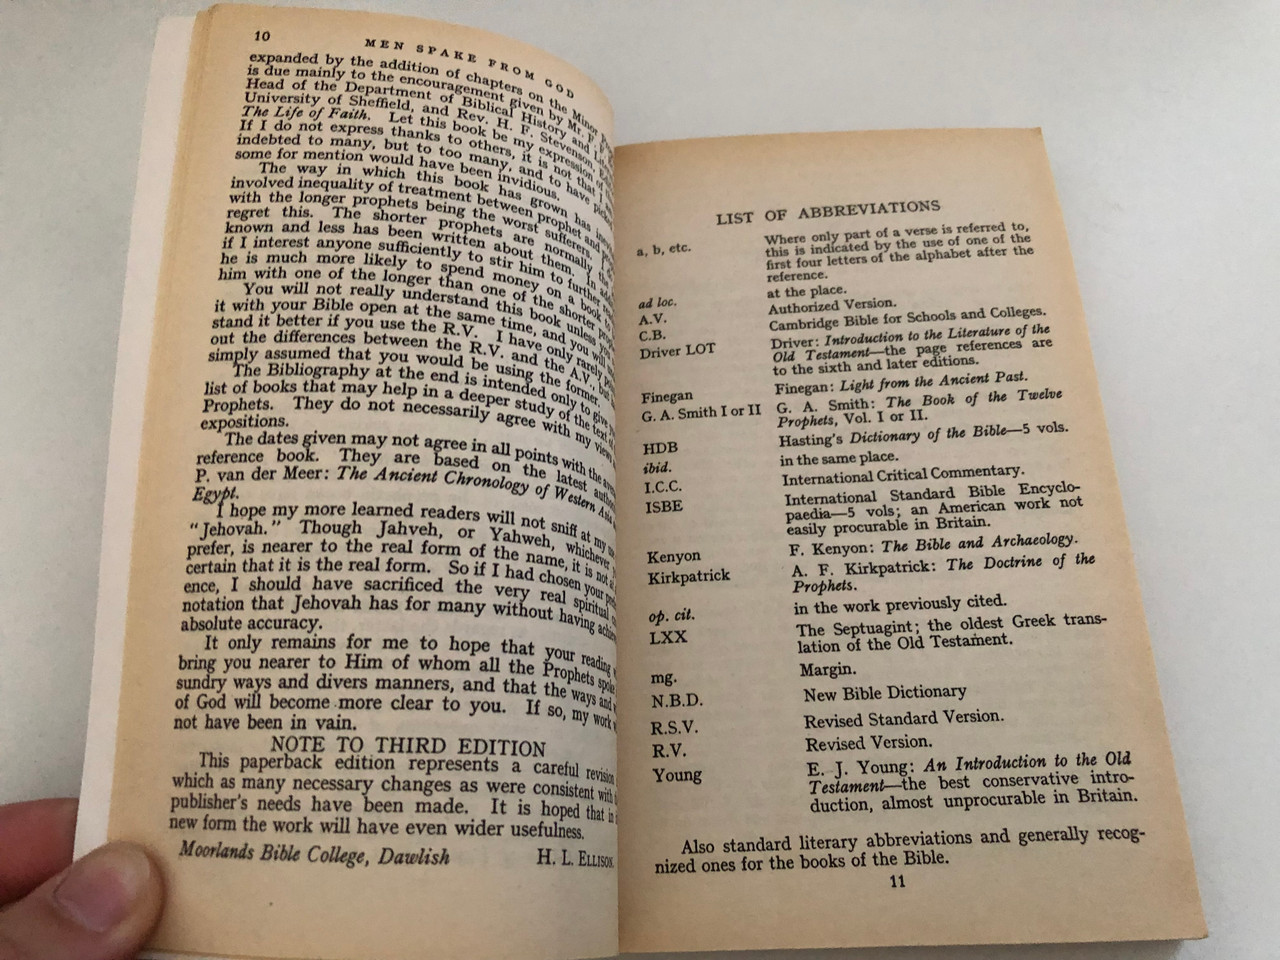 10
MEN SPAKE FROM GOD
expanded by the addition of chapters on the Minor
is due mainly to the encouragement given by Mr. F.
Head of the Department of Biblical History and
University of Sheffield, and Rev. H. F. Stevenson,
The Life of Faith. Let this book be my expression of
If I do not express thanks to others, it is not that I
indebted to many, but to too many, and to have picked
some for mention would have been invidious.
The way in which this book has grown has
involved inequality of treatment between prophet and
with the longer prophets being the worst sufferers.
regret this. The shorter prophets are normally the
known and less has been written about them. In
if I interest anyone sufficiently to stir him to further
he is much more likely to spend money on a book to
him with one of the longer than one of the shorter
You will not really understand this book unless you
it with your Bible open at the same time, and you will
stand it better if you use the R.V. I have only rarely
out the differences between the R.V. and the A.V., but
simply assumed that you would be using the former.
The Bibliography at the end is intended only to give
list of books that may help in a deeper study of the text
Prophets. They do not necessarily agree with my views
expositions.
The dates given may not agree in all points with the
reference book. They are based on the latest
P. van der Meer: The Ancient Chronology of Western Asia
Egypt.
I hope my more learned readers will not sniff at my
"Jehovah." Though Jahveh, or Yahweh, whichever
prefer, is nearer to the real form of the name, it is not
certain that it is the real form. So if I had chosen your
ence, I should have sacrificed the very real spiritual
notation that Jehovah has for many without having
absolute accuracy.
It only remains for me to hope that your reading
bring you nearer to Him of whom all the Prophets spoke
sundry ways and divers manners, and that the ways and
of God will become more clear to you. If so, my work
not have been in vain.
NOTE TO THIRD EDITION
This paperback edition represents a careful revision
which as many necessary changes as were consistent with
publisher's needs have been made. It is hoped that in
new form the work will have even wider usefulness.
Moorlands Bible College, Dawlish H. L. ELLISON.
LIST OF ABBREVIATIONS
a, b, etc. Where only part of a verse is referred to,
this is indicated by the use of one of the
first four letters of the alphabet after the
reference.
ad loc. at the place.
A.V. Authorized Version.
C.B. Cambridge Bible for Schools and Colleges.
Driver LOT Driver: Introduction to the Literature of the
Old Testament—the page references are
to the sixth and later editions.
Finegan Finegan: Light from the Ancient Past.
G. A. Smith I or II G. A. Smith: The Book of the Twelve
Prophets, Vol. I or II.
HDB Hasting's Dictionary of the Bible—5 vols.
ibid. in the same place.
I.C.C. International Critical Commentary.
ISBE International Standard Bible Encyclo-
paedia—5 vols; an American work not
easily procurable in Britain.
Kenyon F. Kenyon: The Bible and Archaeology.
Kirkpatrick A. F. Kirkpatrick: The Doctrine of the
Prophets.
op. cit. in the work previously cited.
LXX The Septuagint; the oldest Greek trans-
lation of the Old Testament.
mg. Margin.
N.B.D. New Bible Dictionary
R.S.V. Revised Standard Version.
R.V. Revised Version.
Young E. J. Young: An Introduction to the Old
Testament—the best conservative intro-
duction, almost unprocurable in Britain.
Also standard literary abbreviations and generally recog-
nized ones for the books of the Bible.
11